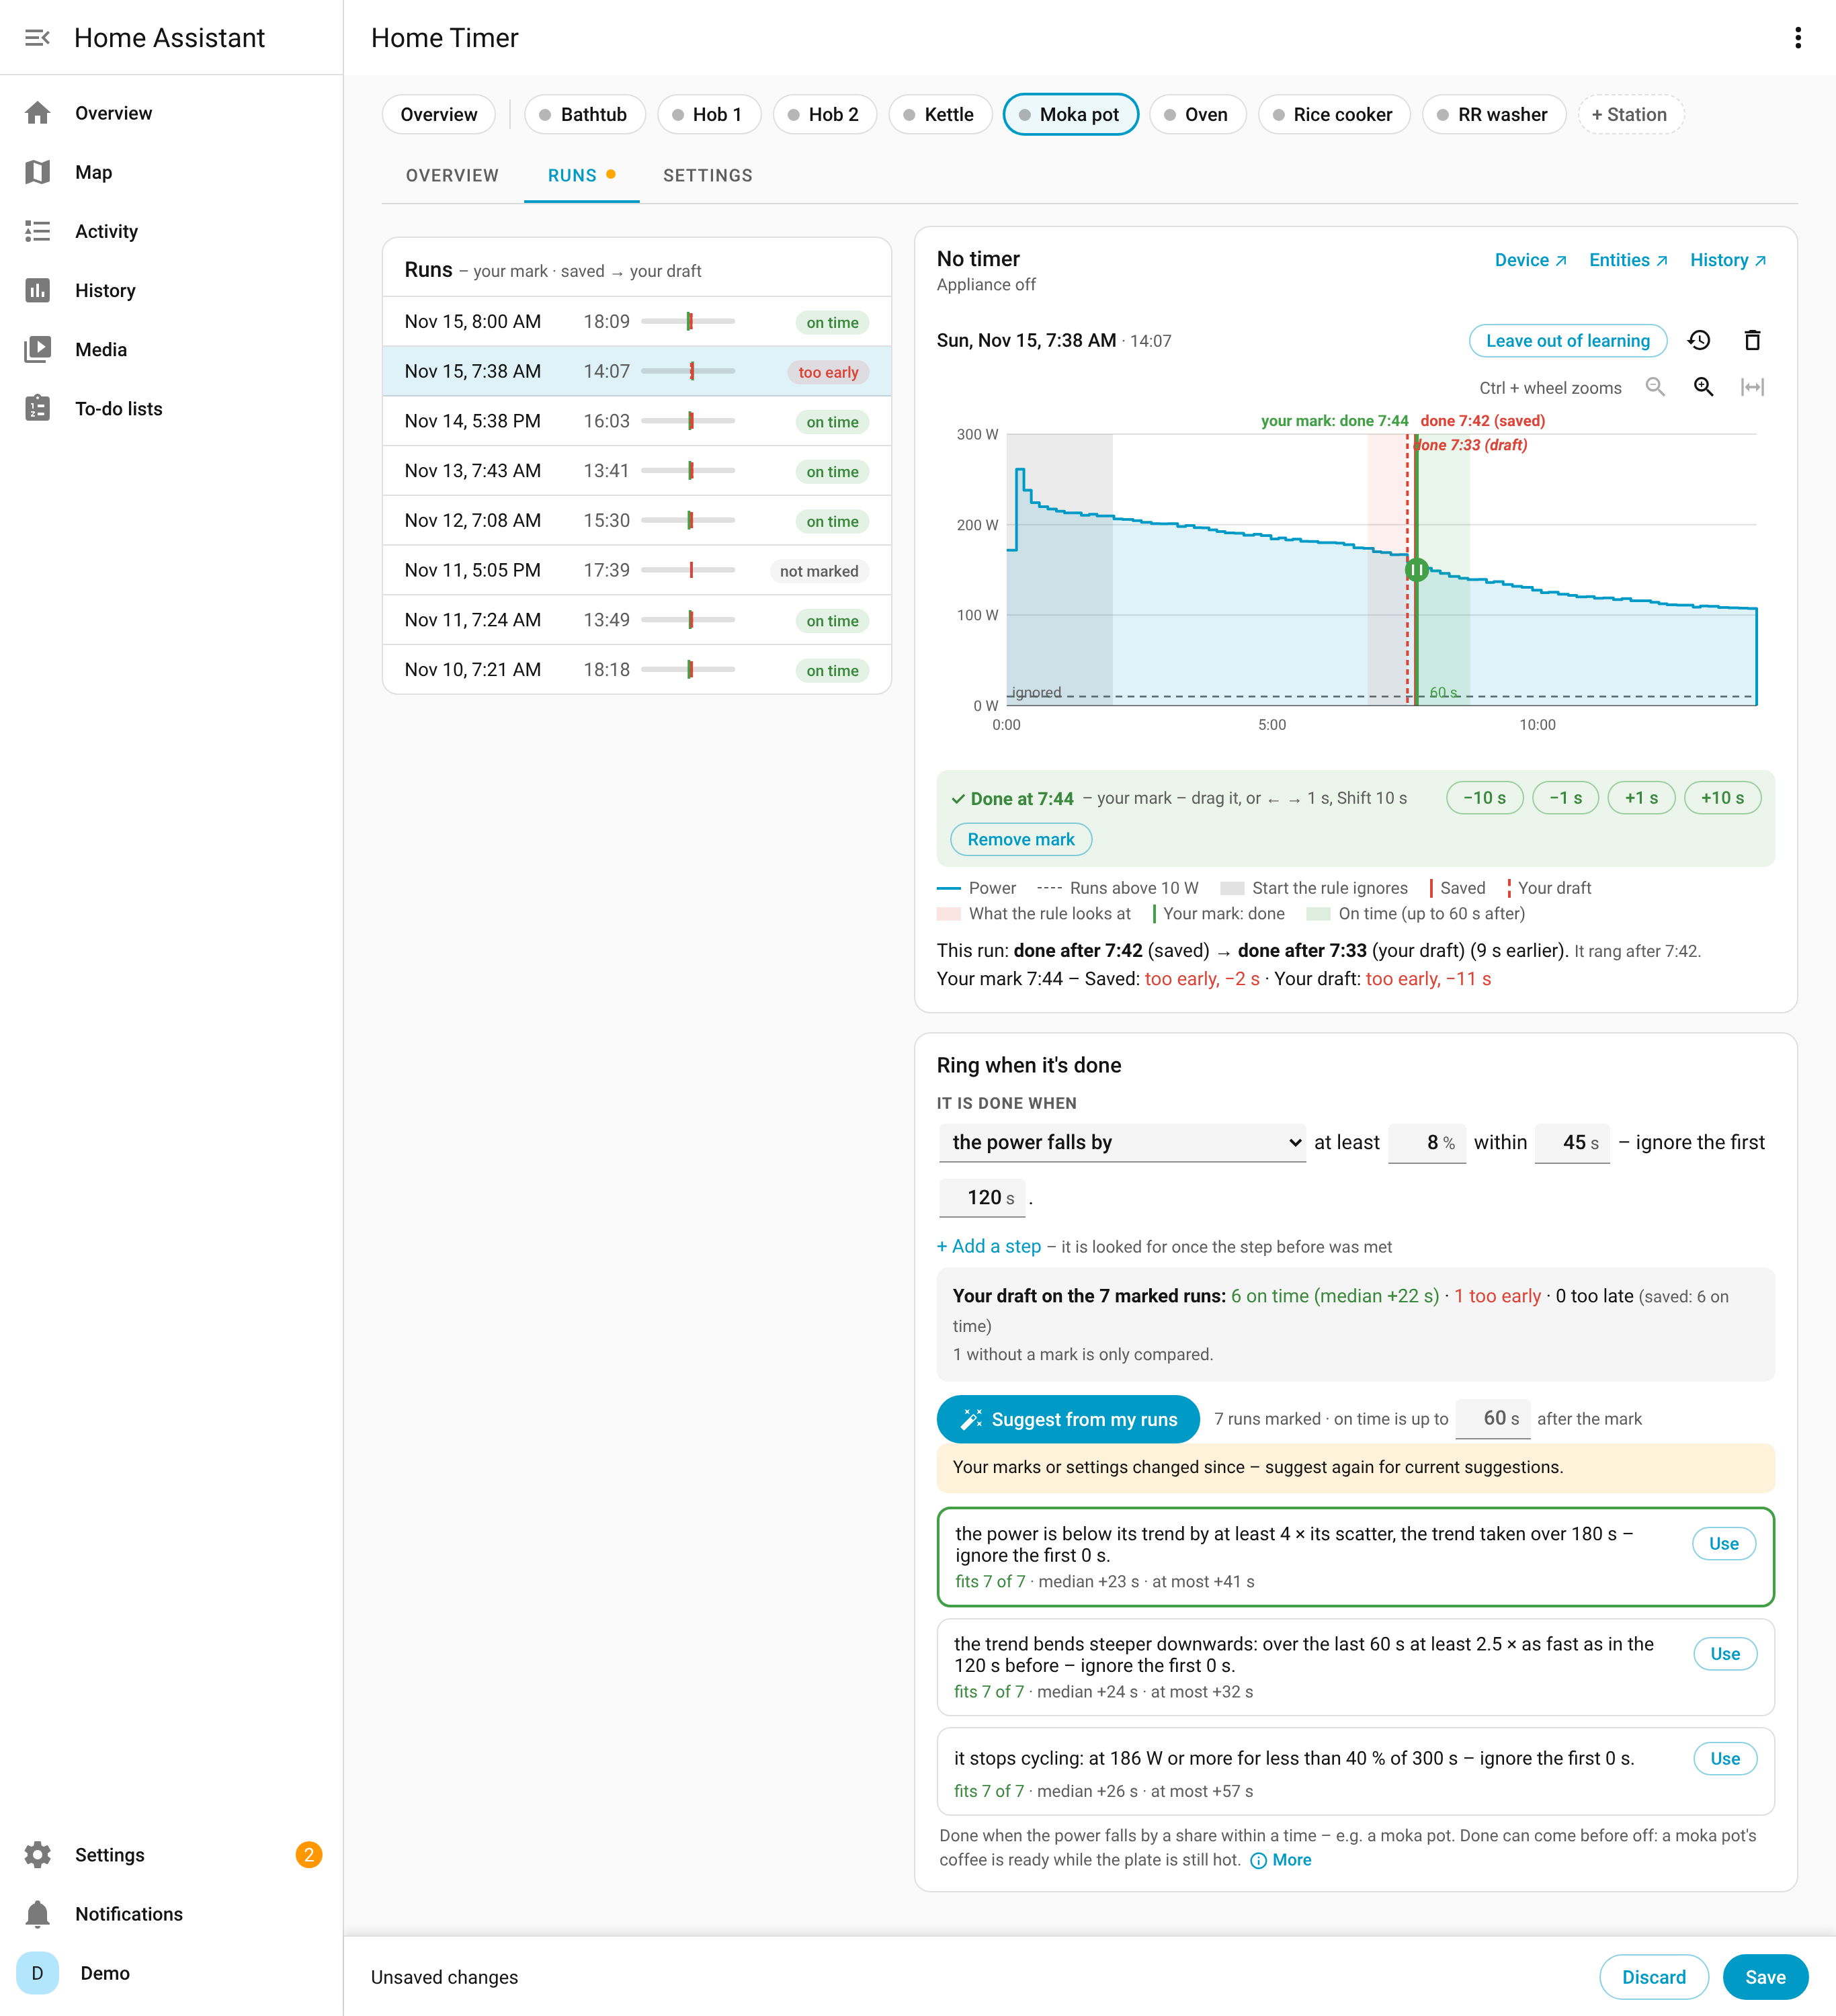 Home Assistant
Home Timer
Overview
Map
Activity
History
Media
To-do lists
Settings
2
Notifications
D
Demo
Overview
Bathtub
Hob 1
Hob 2
Kettle
Moka pot
Oven
Rice cooker
RR washer
+ Station
OVERVIEW
RUNS
SETTINGS
Runs – your mark · saved → your draft
Nov 15, 8:00 AM 18:09 on time
Nov 15, 7:38 AM 14:07 too early
Nov 14, 5:38 PM 16:03 on time
Nov 13, 7:43 AM 13:41 on time
Nov 12, 7:08 AM 15:30 on time
Nov 11, 5:05 PM 17:39 not marked
Nov 11, 7:24 AM 13:49 on time
Nov 10, 7:21 AM 18:18 on time
No timer
Appliance off
Device ↗ Entities ↗ History ↗
Sun, Nov 15, 7:38 AM · 14:07
Leave out of learning
Ctrl + wheel zooms
your mark: done 7:44 done 7:42 (saved)
done 7:33 (draft)
300 W
200 W
100 W
0 W
ignored
60 s
0:00 5:00 10:00
Done at 7:44 – your mark – drag it, or ← → 1 s, Shift 10 s
−10 s −1 s +1 s +10 s
Remove mark
Power Runs above 10 W Start the rule ignores Saved Your draft
What the rule looks at Your mark: done On time (up to 60 s after)
This run: done after 7:42 (saved) → done after 7:33 (your draft) (9 s earlier). It rang after 7:42.
Your mark 7:44 – Saved: too early, −2 s · Your draft: too early, −11 s
Ring when it's done
IT IS DONE WHEN
the power falls by at least 8 % within 45 s – ignore the first
120 s .
+ Add a step – it is looked for once the step before was met
Your draft on the 7 marked runs: 6 on time (median +22 s) · 1 too early · 0 too late (saved: 6 on
time)
1 without a mark is only compared.
Suggest from my runs
7 runs marked · on time is up to 60 s after the mark
Your marks or settings changed since – suggest again for current suggestions.
the power is below its trend by at least 4 × its scatter, the trend taken over 180 s –
ignore the first 0 s.
fits 7 of 7 · median +23 s · at most +41 s
Use
the trend bends steeper downwards: over the last 60 s at least 2.5 × as fast as in the
120 s before – ignore the first 0 s.
fits 7 of 7 · median +24 s · at most +32 s
Use
it stops cycling: at 186 W or more for less than 40 % of 300 s – ignore the first 0 s.
fits 7 of 7 · median +26 s · at most +57 s
Use
Done when the power falls by a share within a time – e.g. a moka pot. Done can come before off: a moka pot's
coffee is ready while the plate is still hot. More
Unsaved changes
Discard
Save